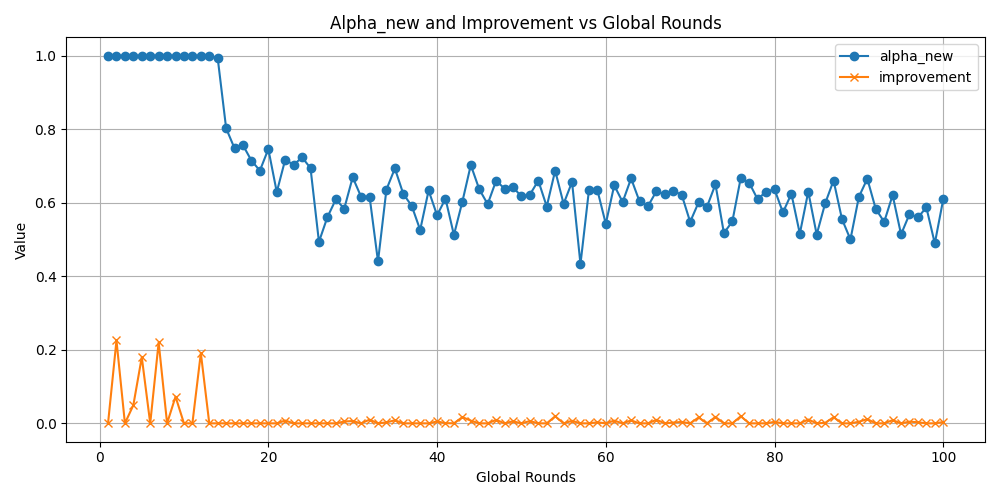 Alpha_new and Improvement vs Global Rounds
alpha_new
improvement
Value
1.0
0.8
0.6
0.4
0.2
0.0
0 20 40 60 80 100
Global Rounds